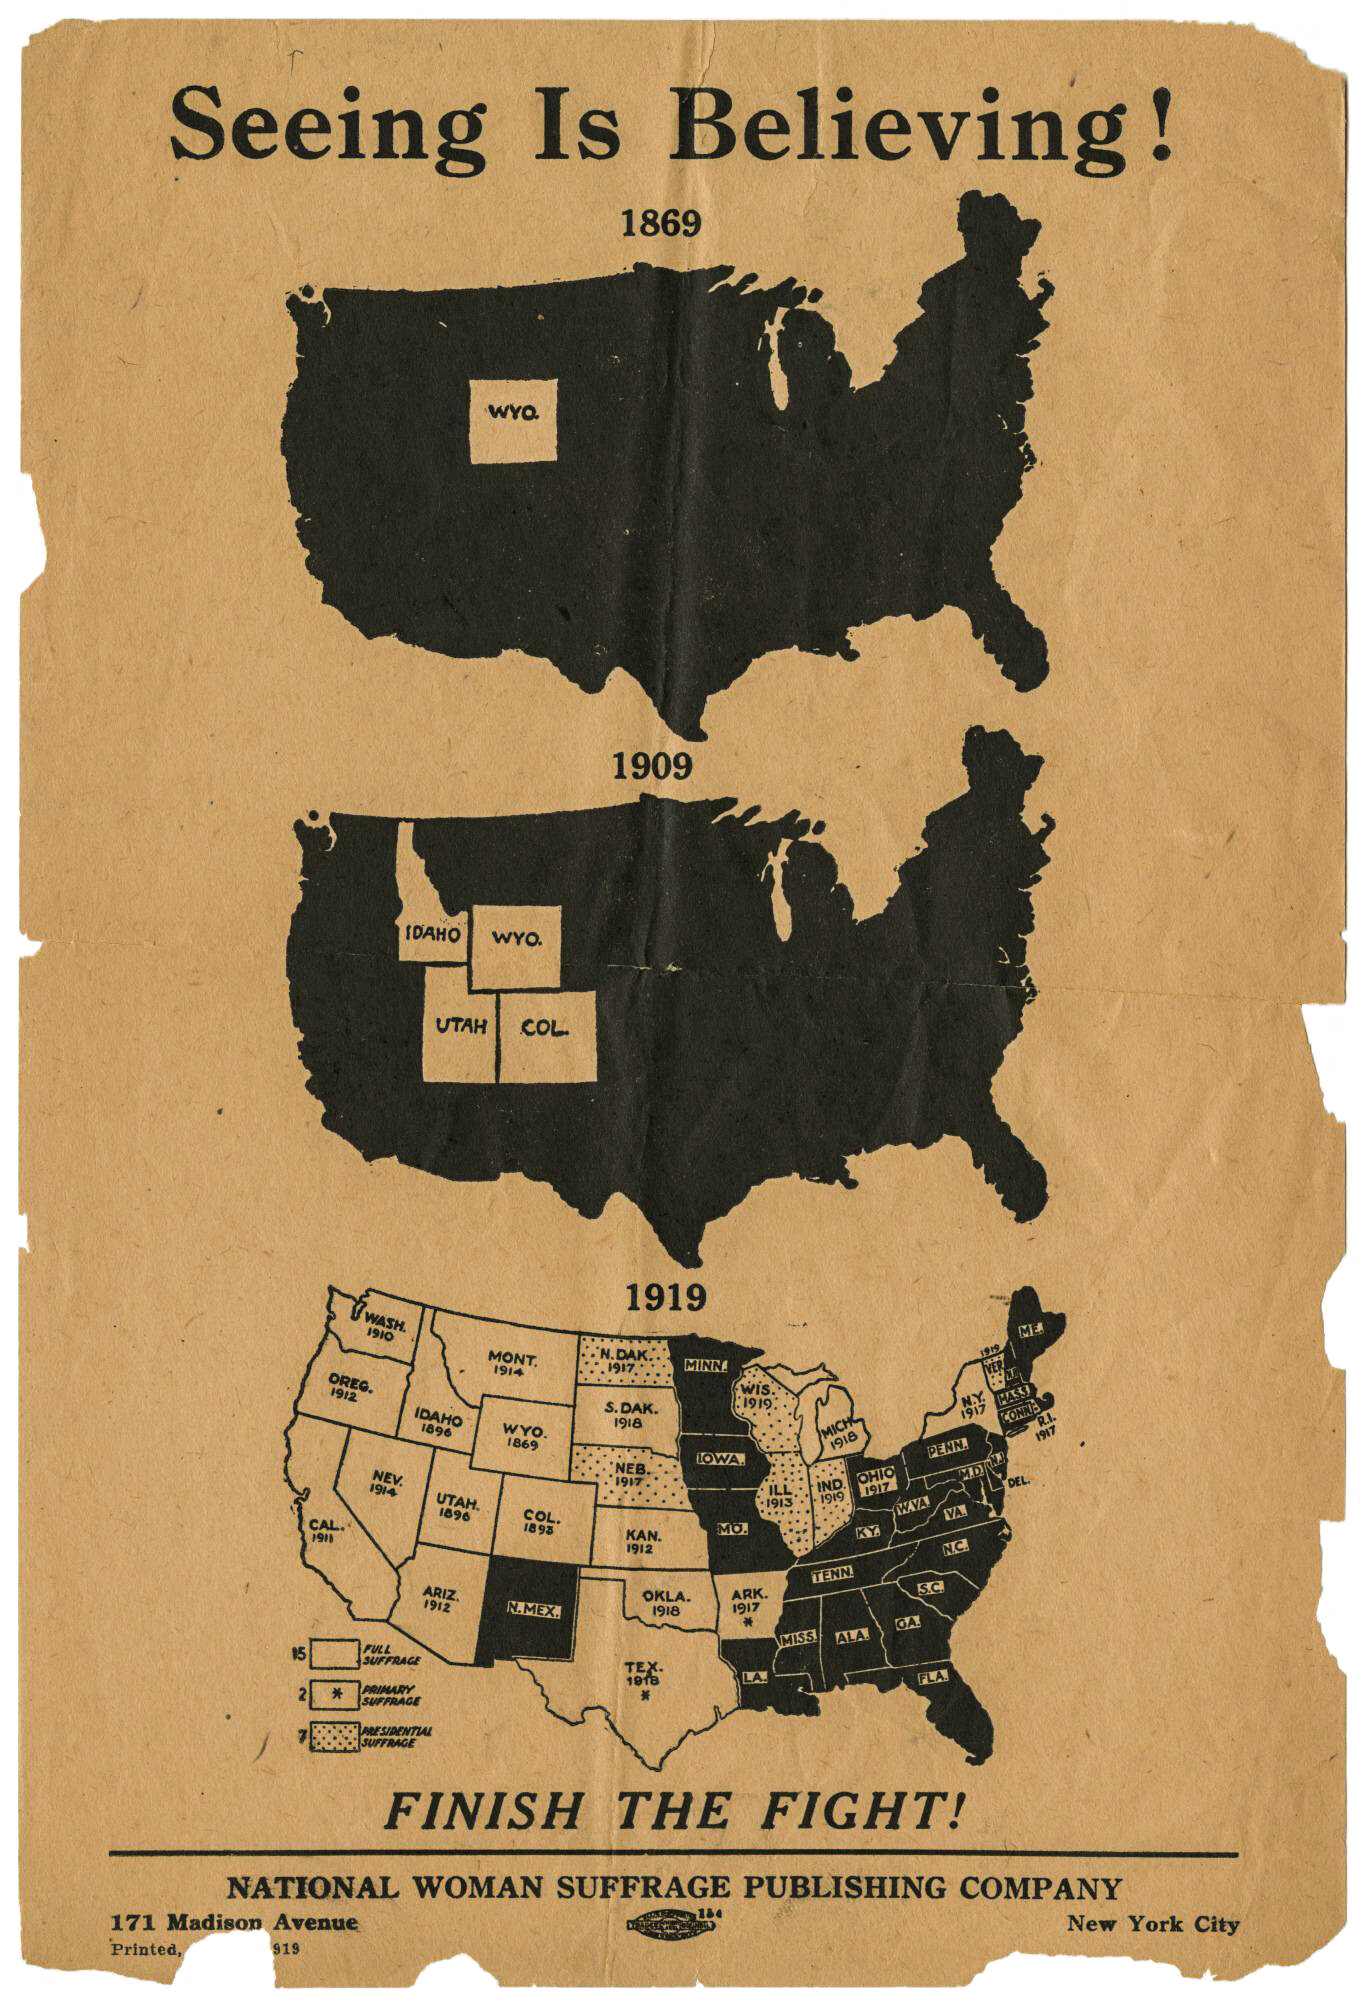 Seeing Is Believing!
1869
WYO.
1909
IDAHO
WYO.
UTAH
COL.
1919
WASH.
1910
MONT.
1914
N.DAK.
1917
MINN.
ME.
OREG.
1912
IDAHO
1896
WYO.
1869
S.DAK.
1918
WIS.
1919
MICH.
1918
N.Y.
1917
1919
VER.
MASS.
CONN.
R.I.
1917
NEV.
1914
UTAH.
1896
COL.
1893
NEB.
1917
IOWA.
ILL
1913
IND.
1919
OHIO
1917
PENN.
N.J.
M.D.
DEL.
CAL.
1911
KAN.
1912
MO.
KY.
W.VA.
VA.
ARIZ.
1912
N.MEX.
OKLA.
1918
ARK.
1917
*
TENN.
N.C.
S.C.
TEX.
1918
*
LA.
MISS.
ALA.
GA.
FLA.
15 FULL
SUFFRAGE
2 * PRIMARY
SUFFRAGE
7 PRESIDENTIAL
SUFFRAGE
FINISH THE FIGHT!
NATIONAL WOMAN SUFFRAGE PUBLISHING COMPANY
171 Madison Avenue
154
New York City
Printed, 919